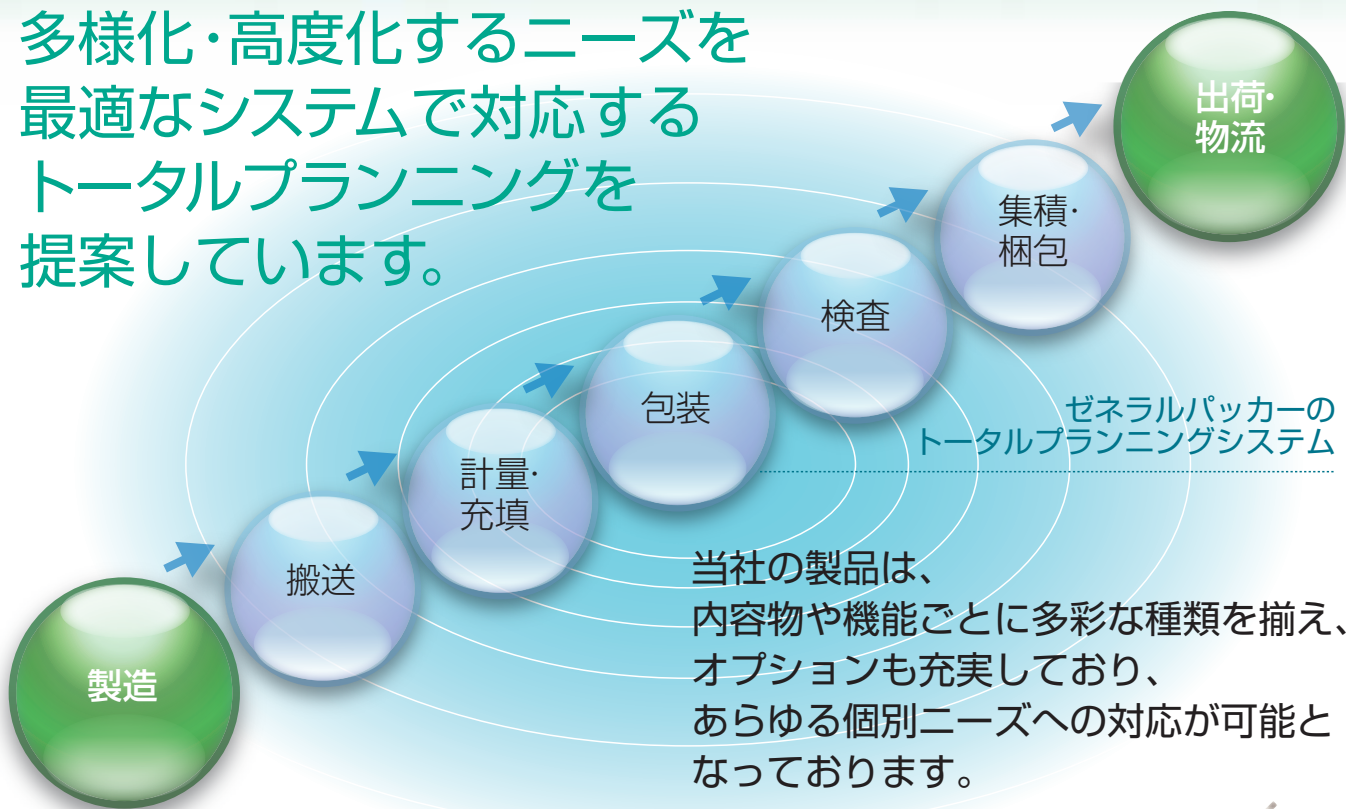 多様化・高度化するニーズを
最適なシステムで対応する
トータルプランニングを
提案しています。
出荷・
物流
集積・
梱包
検査
包装
計量・
充填
搬送
製造
ゼネラルパッカーの
トータルプランニングシステム
当社の製品は、
内容物や機能ごとに多彩な種類を揃え、
オプションも充実しており、
あらゆる個別ニーズへの対応が可能と
なっております。